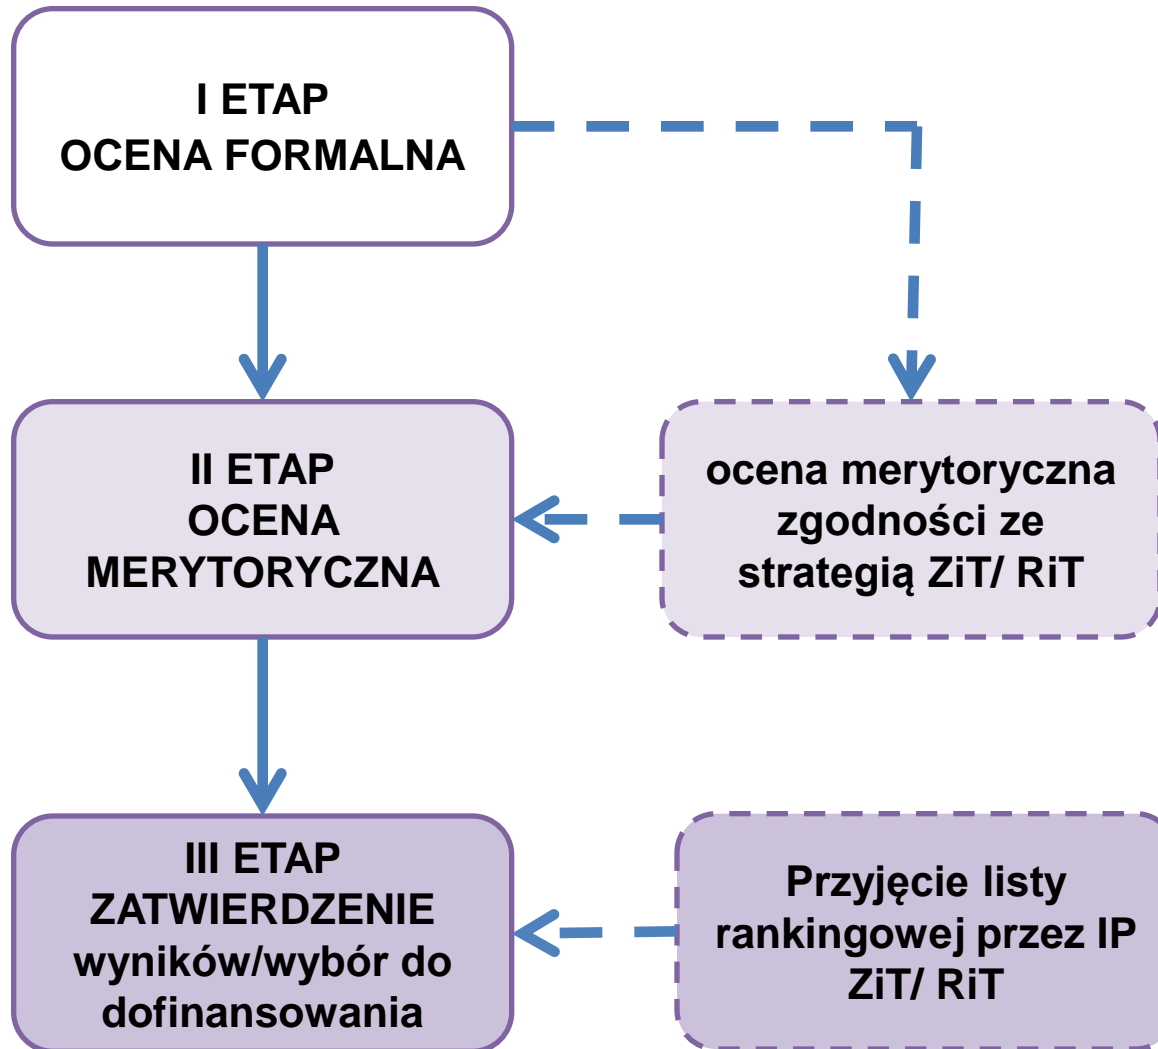 I ETAP
OCENA FORMALNA
II ETAP
OCENA
MERYTORYCZNA
ocena merytoryczna
zgodności ze
strategią ZiT/ RiT
III ETAP
ZATWIERDZENIE
wyników/wybór do
dofinansowania
Przyjęcie listy
rankingowej przez IP
ZiT/ RiT